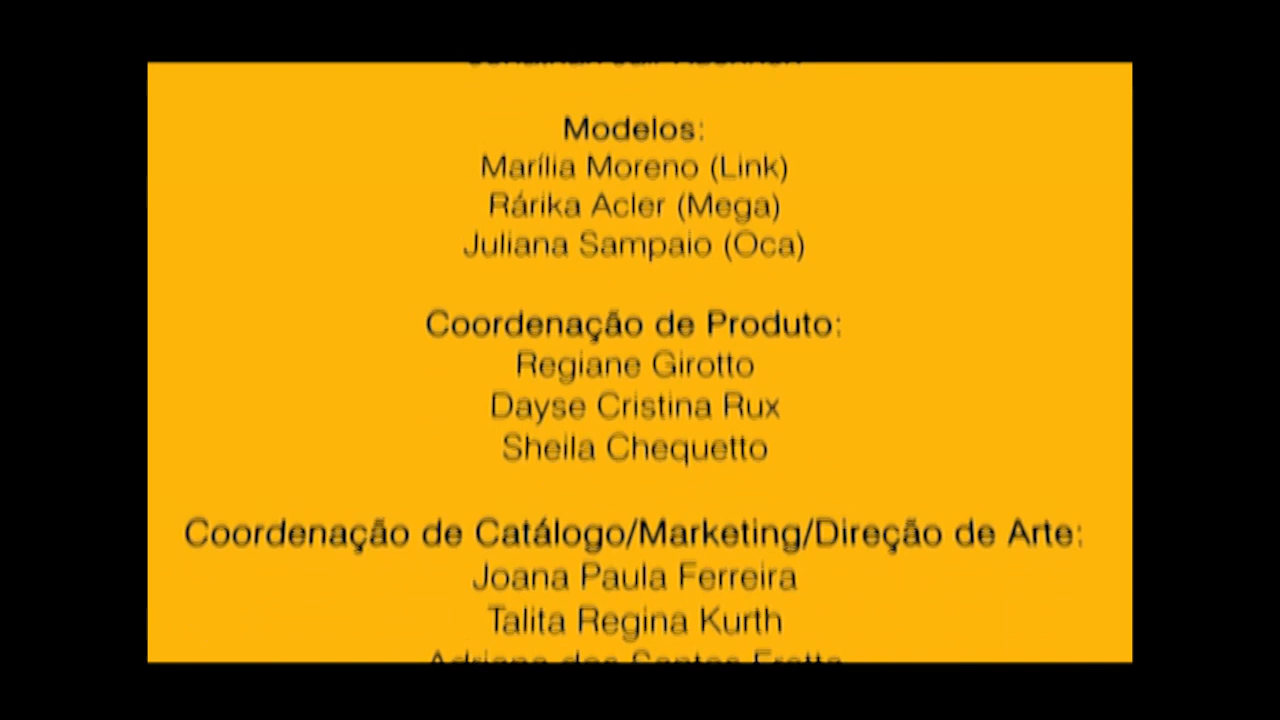 Modelos:
Marília Moreno (Link)
Rárika Acler (Mega)
Juliana Sampaio (Oca)
Coordenação de Produto:
Regiane Girotto
Dayse Cristina Rux
Sheila Chequetto
Coordenação de Catálogo/Marketing/Direção de Arte:
Joana Paula Ferreira
Talita Regina Kurth